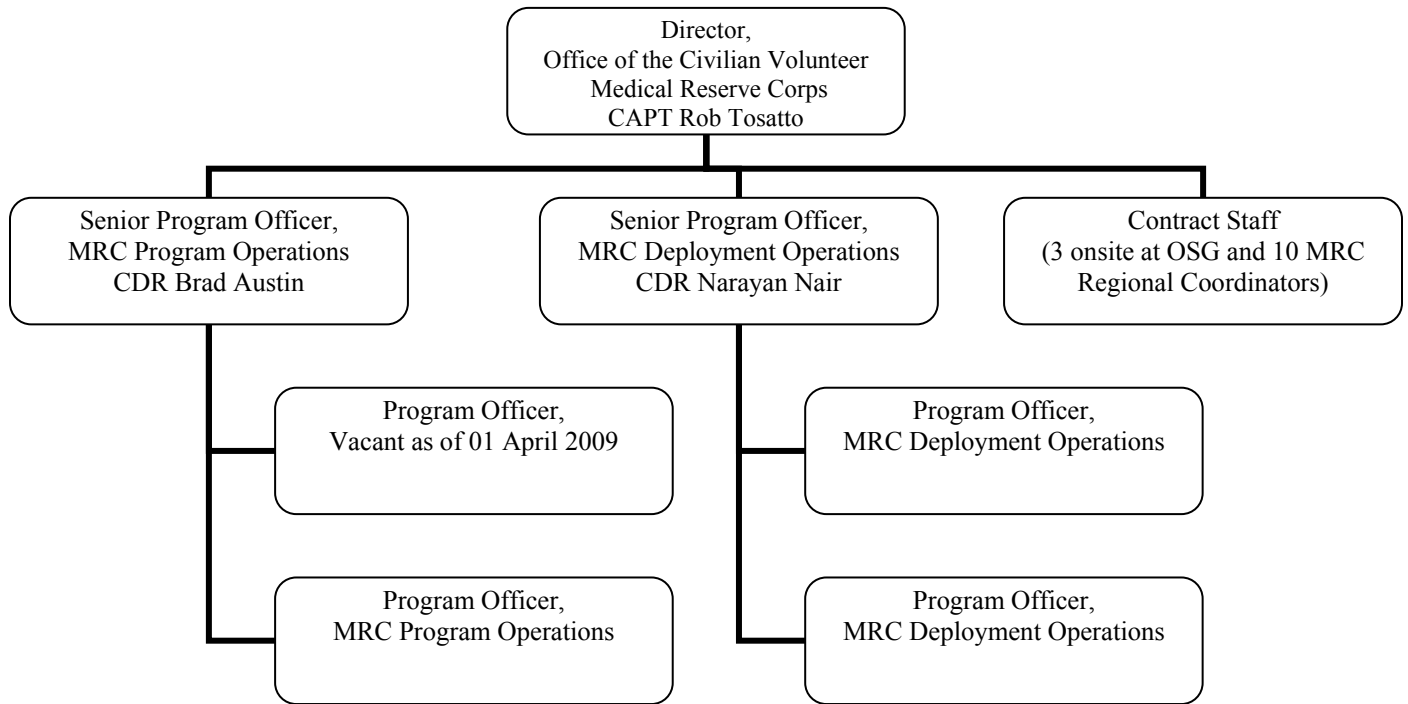 Director,
Office of the Civilian Volunteer
Medical Reserve Corps
CAPT Rob Tosatto
Senior Program Officer,
MRC Program Operations
CDR Brad Austin
Senior Program Officer,
MRC Deployment Operations
CDR Narayan Nair
Contract Staff
(3 onsite at OSG and 10 MRC
Regional Coordinators)
Program Officer,
Vacant as of 01 April 2009
Program Officer,
MRC Deployment Operations
Program Officer,
MRC Program Operations
Program Officer,
MRC Deployment Operations